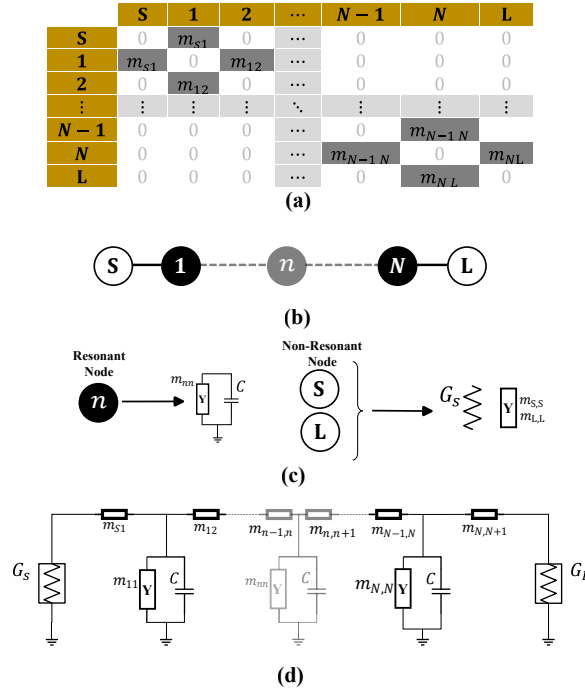 S 1 2 ⋯ N − 1 N L
S 0 m_{s1} 0 ⋯ 0 0 0
1 m_{s1} 0 m_{12} ⋯ 0 0 0
2 0 m_{12} 0 ⋯ 0 0 0
⋮ ⋮ ⋮ ⋮ ⋱ ⋮ ⋮ ⋮
N − 1 0 0 0 ⋯ 0 m_{N−1 N} 0
N 0 0 0 ⋯ m_{N−1 N} 0 m_{NL}
L 0 0 0 ⋯ 0 m_{N L} 0
(a)
S 1 n N L
(b)
Resonant
Node
n
m_{nn}
Y
C
Non-Resonant
Node
S
L
G_S
Y
m_{S,S}
m_{L,L}
(c)
m_{S1} m_{12} m_{n−1,n} m_{n,n+1} m_{N−1,N} m_{N,N+1}
G_S m_{11} Y C m_{nn} Y C m_{N,N} Y C
(d)